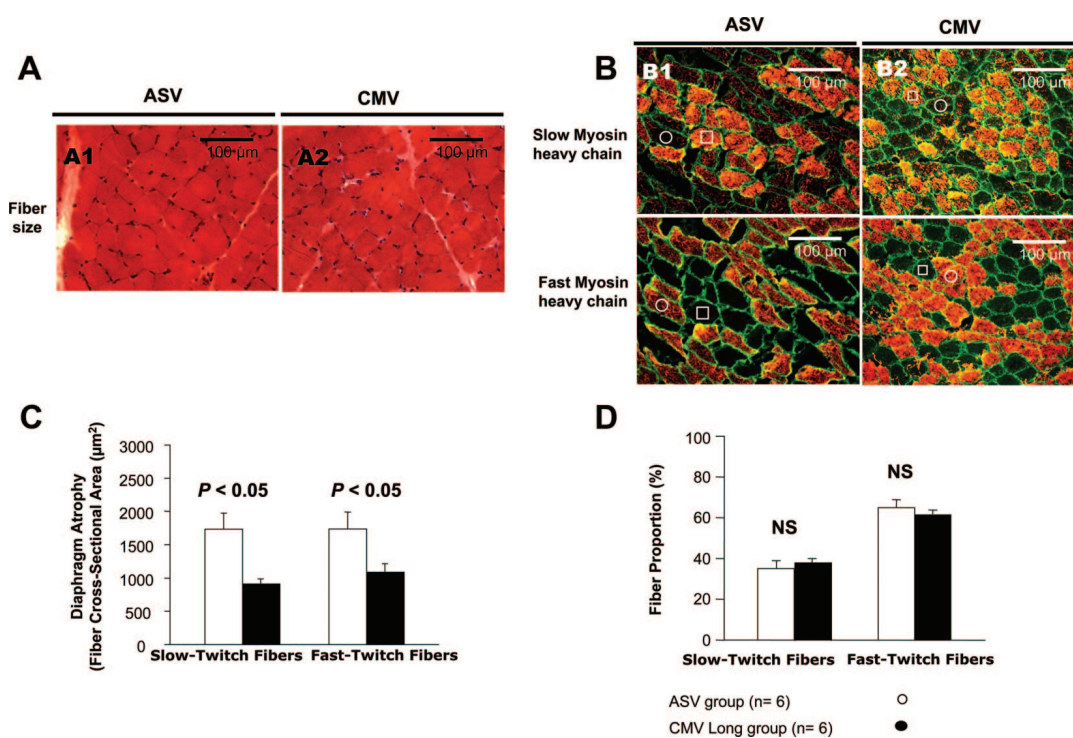 A
ASV
CMV
A1
100 µm
A2
100 µm
Fiber
size
ASV
CMV
B
B1
100 µm
B2
100 µm
Slow Myosin
heavy chain
100 µm
100 µm
Fast Myosin
heavy chain
C
Diaphragm Atrophy
(Fiber Cross-Sectional Area (µm²)
3000
2500
2000
1500
1000
500
0
P < 0.05
P < 0.05
Slow-Twitch Fibers
Fast-Twitch Fibers
D
Fiber Proportion (%)
100
80
60
40
20
0
NS
NS
Slow-Twitch Fibers
Fast-Twitch Fibers
ASV group (n= 6)
CMV Long group (n= 6)